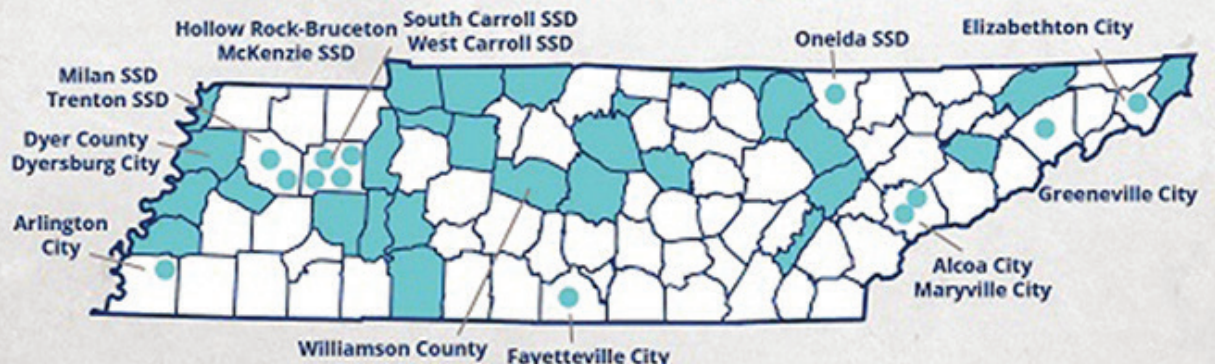 Hollow Rock-Bruceton
McKenzie SSD
South Carroll SSD
West Carroll SSD
Oneida SSD
Elizabethton City
Milan SSD
Trenton SSD
Dyer County
Dyersburg City
Arlington
City
Greeneville City
Alcoa City
Maryville City
Williamson County
Fayetteville City